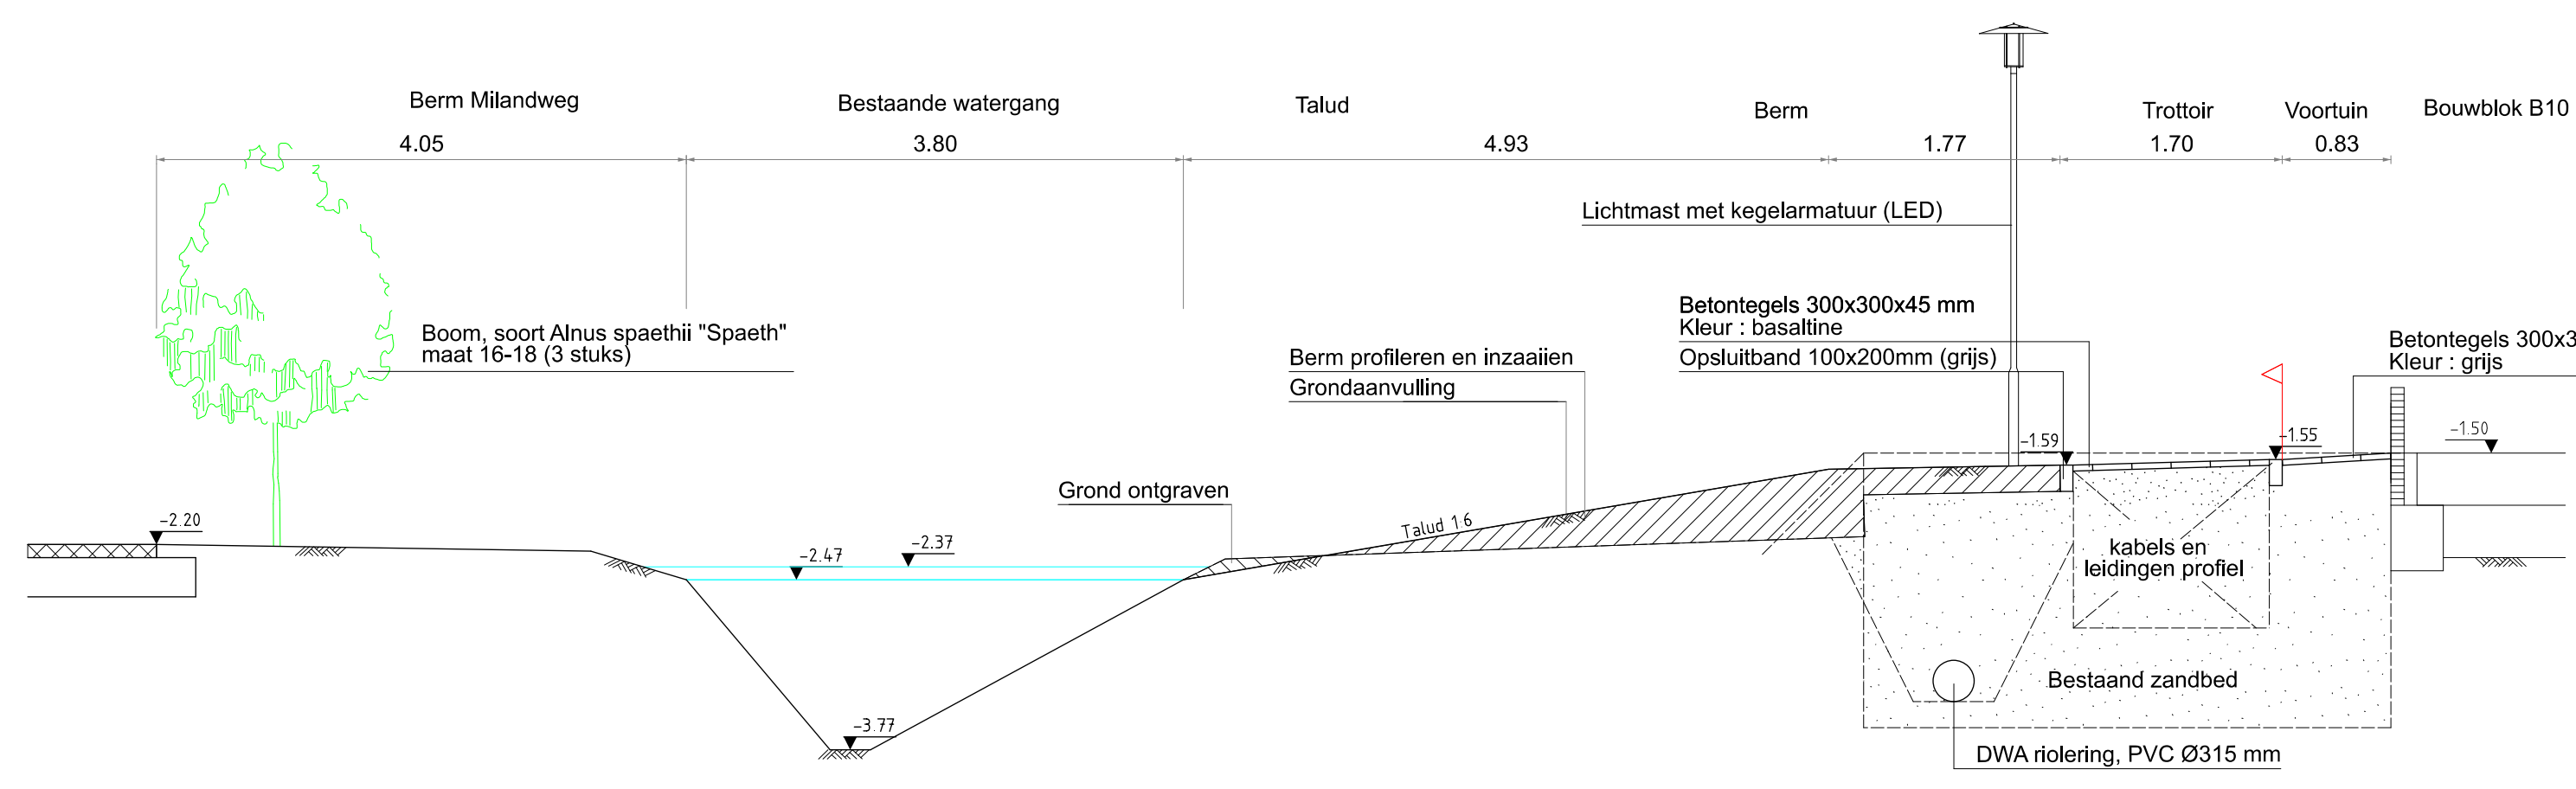 Berm Milandweg
Bestaande watergang
Talud
Berm
Trottoir
Voortuin
Bouwblok B10
4.05
3.80
4.93
1.77
1.70
0.83
Lichtmast met kegelarmatuur (LED)
Betontegels 300x300x45 mm
Kleur : basaltine
Opsluitband 100x200mm (grijs)
Boom, soort Alnus spaethii "Spaeth"
maat 16-18 (3 stuks)
Berm profileren en inzaaiien
Grondaanvulling
Betontegels 300x3
Kleur : grijs
-1.59
-1.55
-1.50
Grond ontgraven
Talud 1:6
-2.20
-2.47
-2.37
kabels en
leidingen profiel
Bestaand zandbed
-3.77
DWA riolering, PVC Ø315 mm